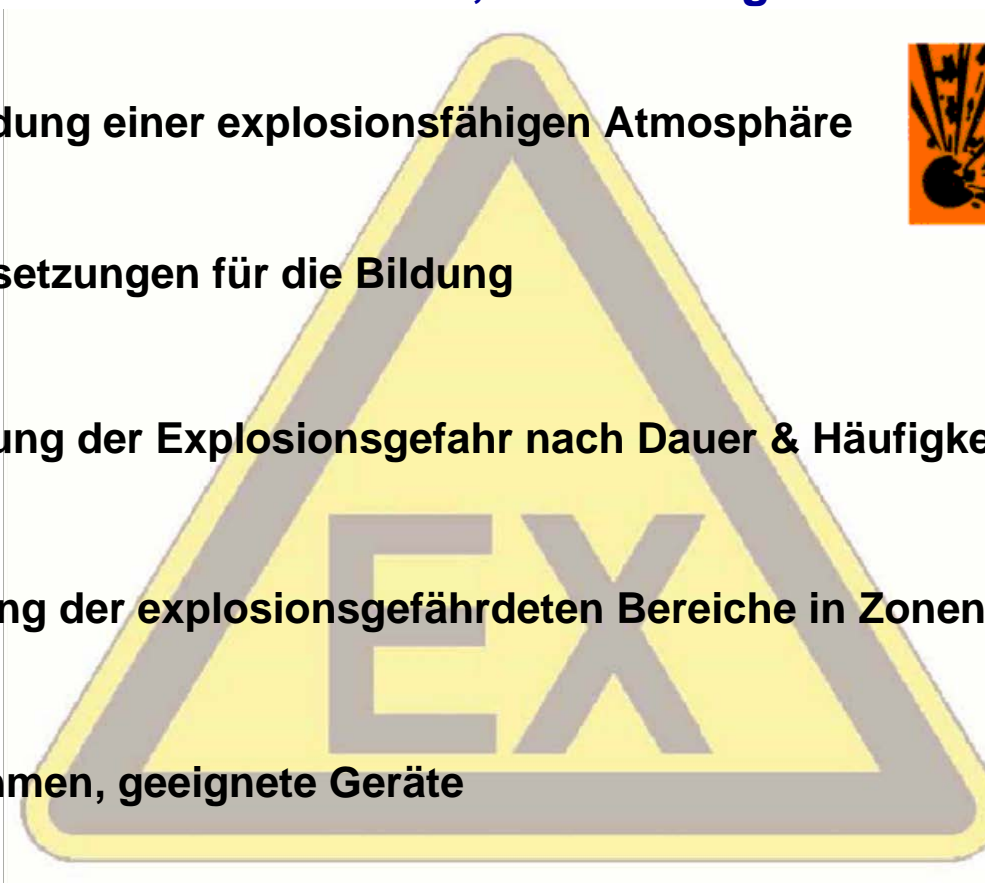 dung einer explosionsfähigen Atmosphäre
setzungen für die Bildung
ung der Explosionsgefahr nach Dauer & Häufigke
ng der explosionsgefährdeten Bereiche in Zonen
men, geeignete Geräte
EX